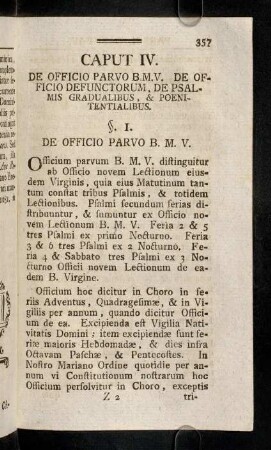 357
CAPUT IV.
DE OFFICIO PARVO B.M.V. DE OF-
FICIO DEFUNCTORUM, DE PSAL-
MIS GRADUALIBUS, & POENI-
TENTIALIBUS.
§. I.
DE OFFICIO PARVO B. M. V.
Officium parvum B. M. V. distinguitur
ab Officio novem Lectionum ejus-
dem Virginis, quia ejus Matutinum tan-
tum constat tribus Psalmis, & totidem
Lectionibus. Psalmi secundum ferias di-
stribuuntur, & sumuntur ex Officio no-
vem Lectionum B. M. V. Feria 2 & 5
tres Psalmi ex primo Nocturno. Feria
3 & 6 tres Psalmi ex 2 Nocturno. Fe-
ria 4 & Sabbato tres Psalmi ex 3 No-
cturno Officii novem Lectionum de ea-
dem B. Virgine.
Officium hoc dicitur in Choro in fe-
riis Adventus, Quadragesimæ, & in Vi-
giliis per annum, quando dicitur Offici-
um de ea. Excipienda est Vigilia Nati-
vitatis Domini: item excipiendæ sunt fe-
riæ majoris Hebdomadæ, & dies infra
Octavam Paschæ, & Pentecostes. In
Nostro Mariano Ordine quotidie per an-
num vi Constitutionum nostrarum hoc
Officium persolvitur in Choro, exceptis
Z 2 tri-